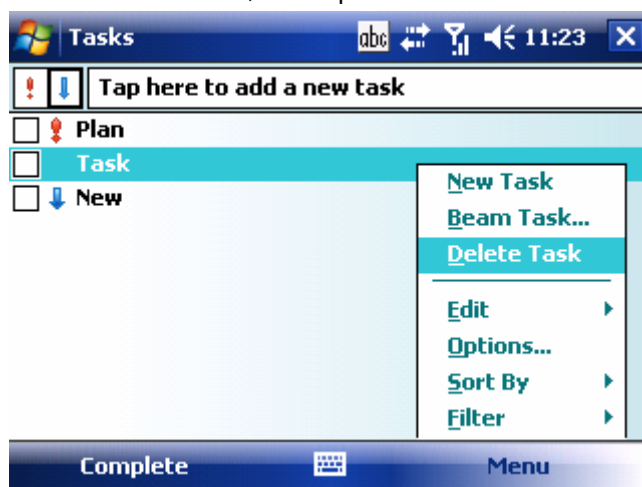 Tasks abc 11:23
Tap here to add a new task
Plan
Task
New
New Task
Beam Task...
Delete Task
Edit
Options...
Sort By
Filter
Complete Menu